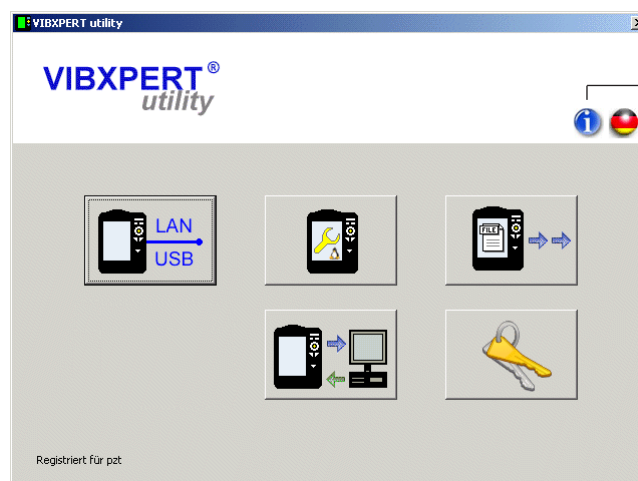 VIBXPERT utility
VIBXPERT®
utility
LAN
USB
FILE
Registriert für pzt